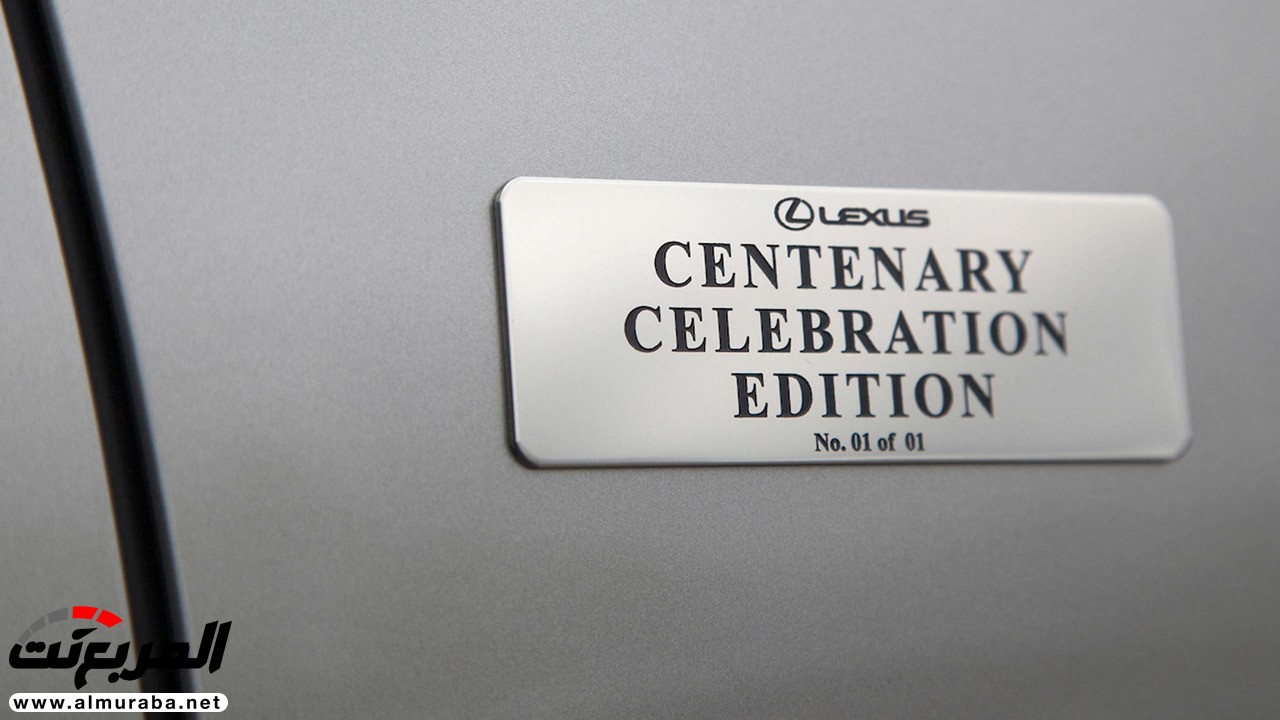 LEXUS
CENTENARY
CELEBRATION
EDITION
No. 01 of 01
المربع نت
www.almuraba.net